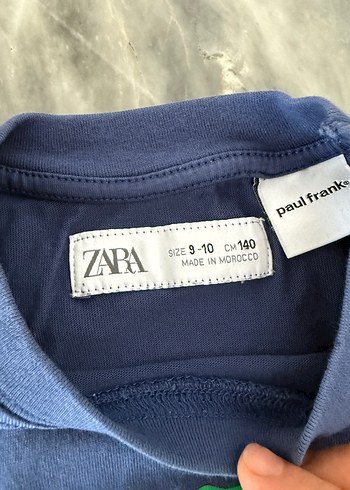 ZARA
SIZE 9-10 CM 140
MADE IN MOROCCO
paul frank®